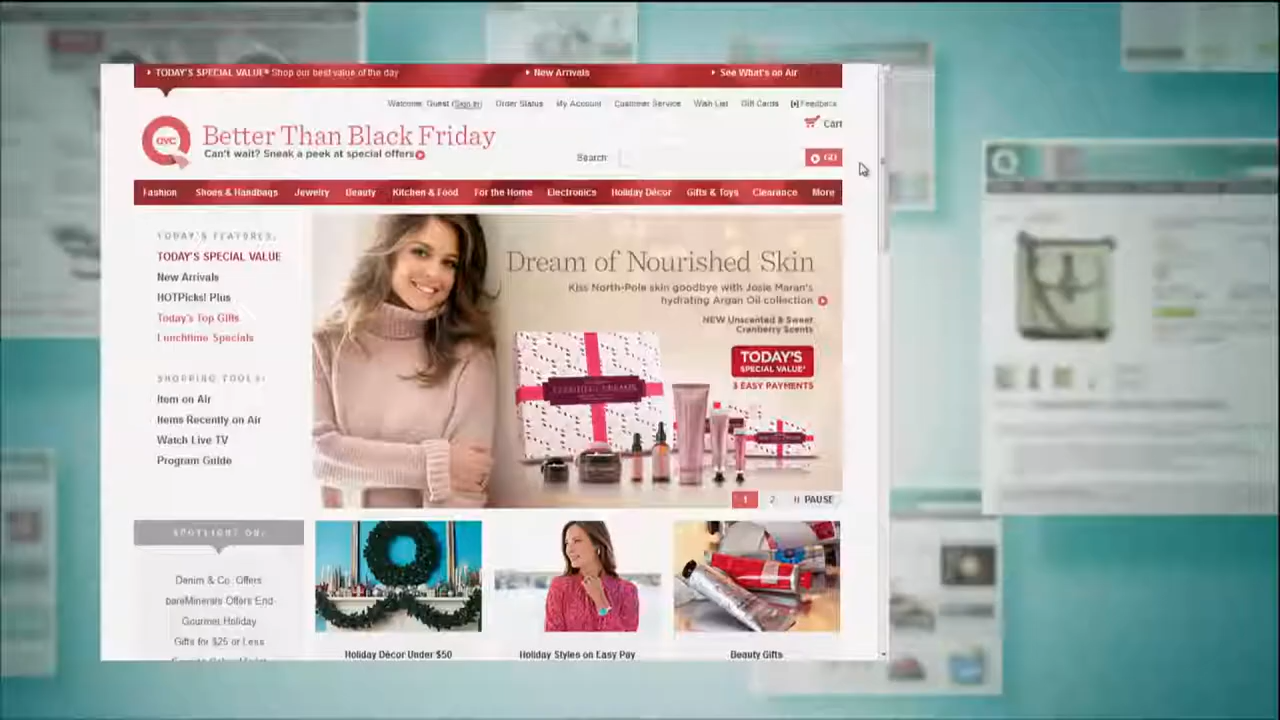 TODAY'S SPECIAL VALUE® Shop our best value of the day
New Arrivals
See What's on Air
Welcome, Guest (Sign In)
Order Status
My Account
Customer Service
Wish List
Gift Cards
[+] Feedback
QVC
Better Than Black Friday
Can't wait? Sneak a peek at special offers
Cart
Search:
GO
Fashion
Shoes & Handbags
Jewelry
Beauty
Kitchen & Food
For the Home
Electronics
Holiday Décor
Gifts & Toys
Clearance
More
TODAY'S FEATURES:
TODAY'S SPECIAL VALUE
New Arrivals
HOTPicks! Plus
Today's Top Gifts
Lunchtime Specials
SHOPPING TOOLS:
Item on Air
Items Recently on Air
Watch Live TV
Program Guide
Dream of Nourished Skin
Kiss North-Pole skin goodbye with Josie Maran's
hydrating Argan Oil collection
NEW Unscented & Sweet
Cranberry Scents
TODAY'S
SPECIAL VALUE®
3 EASY PAYMENTS
1 2 PAUSE
SPOTLIGHT ON:
Denim & Co. Offers
bareMinerals Offers End
Gourmet Holiday
Gifts for $25 or Less
Holiday Décor Under $50
Holiday Styles on Easy Pay
Beauty Gifts